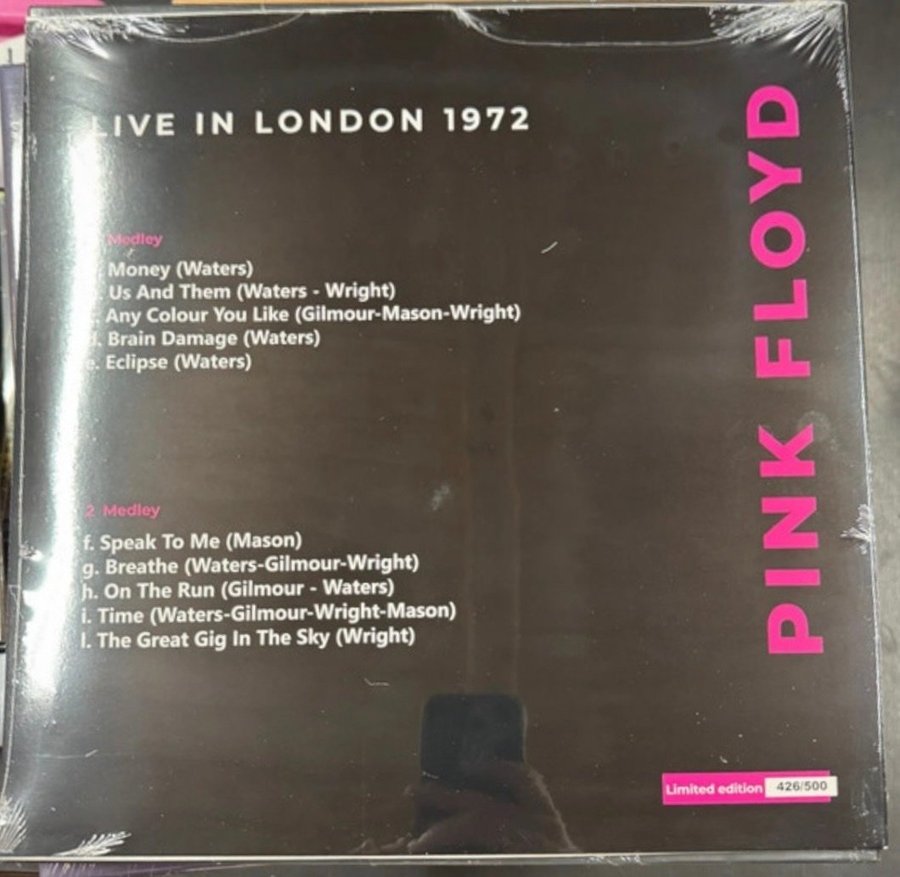 LIVE IN LONDON 1972
Medley
Money (Waters)
Us And Them (Waters - Wright)
Any Colour You Like (Gilmour-Mason-Wright)
d. Brain Damage (Waters)
e. Eclipse (Waters)
2 Medley
f. Speak To Me (Mason)
g. Breathe (Waters-Gilmour-Wright)
h. On The Run (Gilmour - Waters)
i. Time (Waters-Gilmour-Wright-Mason)
l. The Great Gig In The Sky (Wright)
PINK FLOYD
Limited edition 426/500